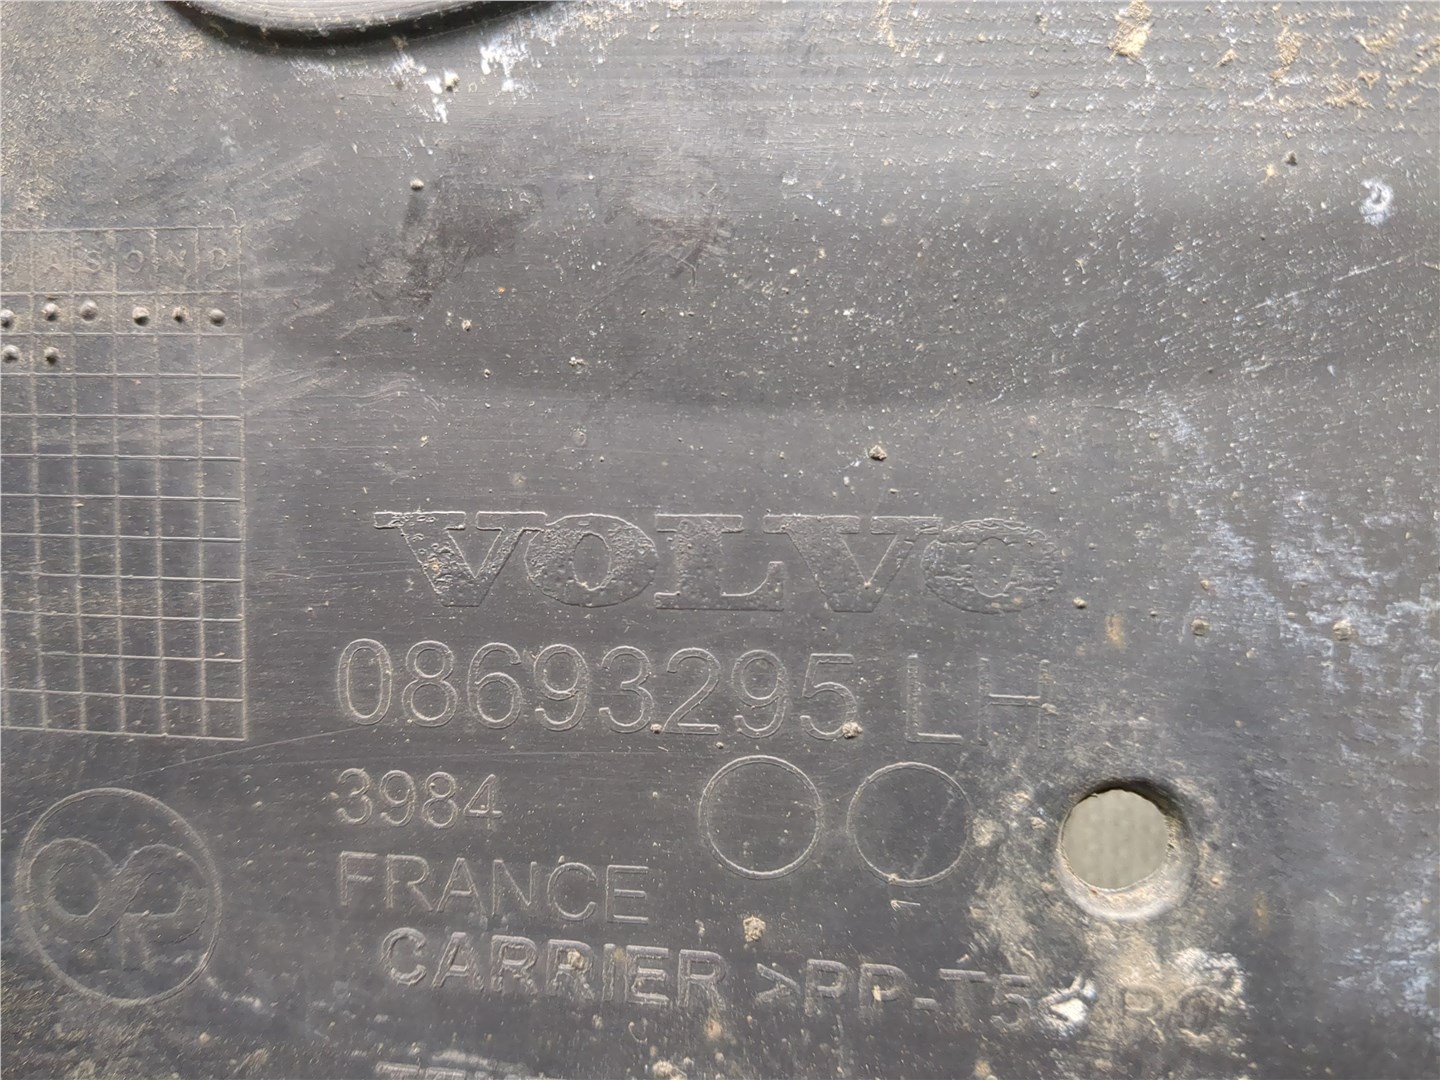 J A S O N D
VOLVO
08693295 LH
3984
FRANCE
CARRIER >PP-T5<